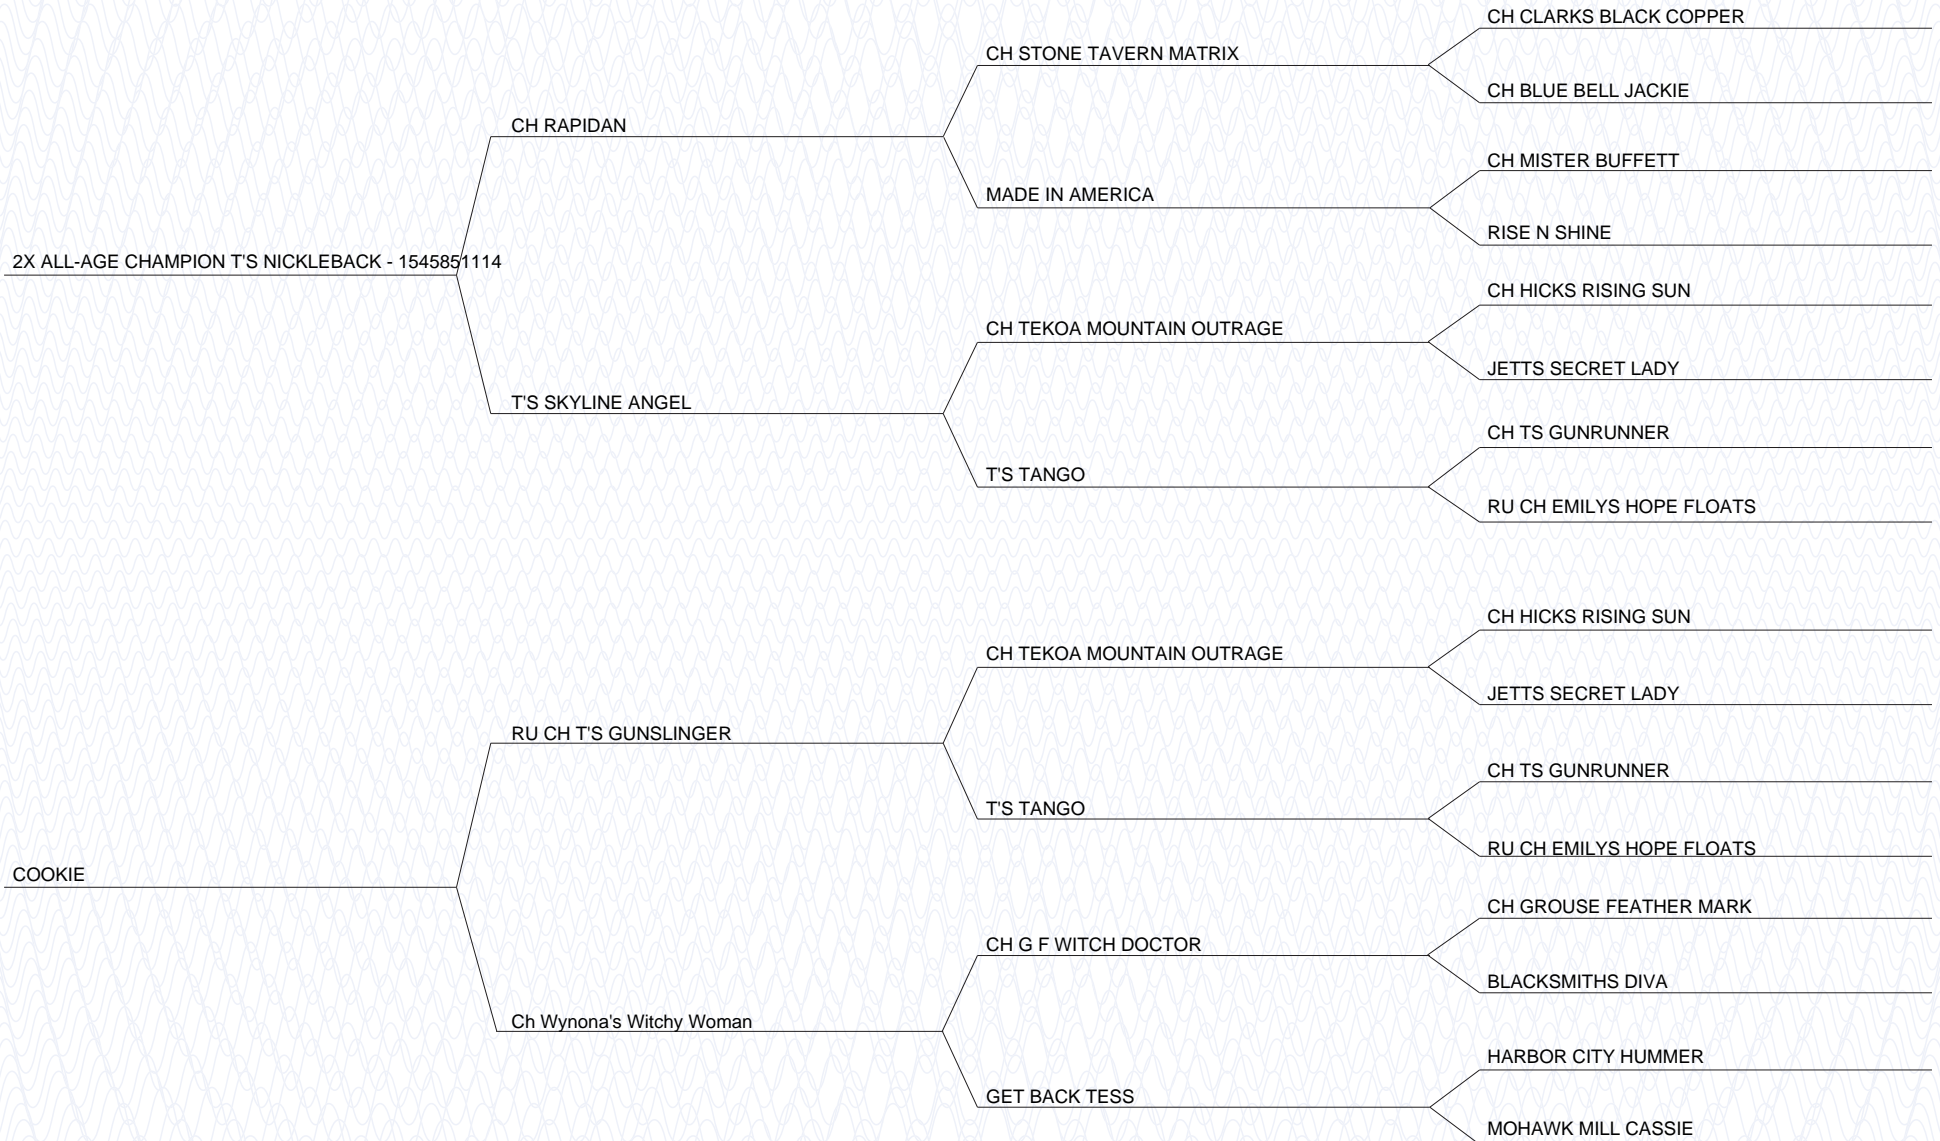 CH CLARKS BLACK COPPER
CH STONE TAVERN MATRIX
CH BLUE BELL JACKIE
CH RAPIDAN
CH MISTER BUFFETT
MADE IN AMERICA
RISE N SHINE
2X ALL-AGE CHAMPION T'S NICKLEBACK - 1545851114
CH HICKS RISING SUN
CH TEKOA MOUNTAIN OUTRAGE
JETTS SECRET LADY
T'S SKYLINE ANGEL
CH TS GUNRUNNER
T'S TANGO
RU CH EMILYS HOPE FLOATS
CH HICKS RISING SUN
CH TEKOA MOUNTAIN OUTRAGE
JETTS SECRET LADY
RU CH T'S GUNSLINGER
CH TS GUNRUNNER
T'S TANGO
RU CH EMILYS HOPE FLOATS
COOKIE
CH GROUSE FEATHER MARK
CH G F WITCH DOCTOR
BLACKSMITHS DIVA
Ch Wynona's Witchy Woman
HARBOR CITY HUMMER
GET BACK TESS
MOHAWK MILL CASSIE